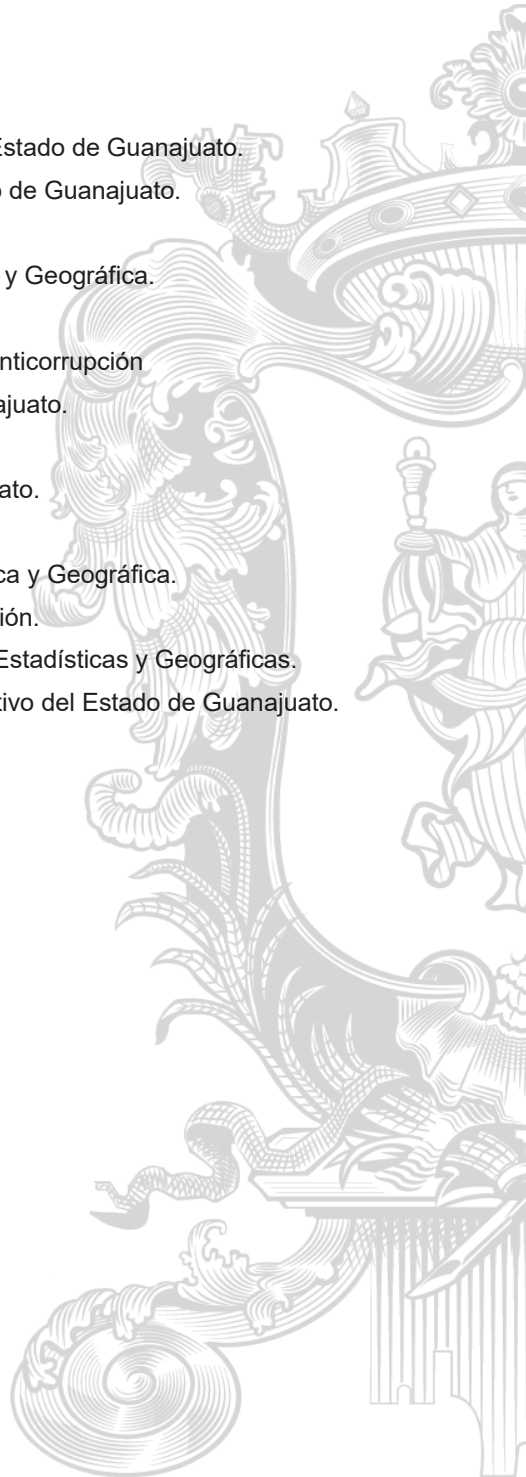 Estado de Guanajuato.
de Guanajuato.
y Geográfica.
nticorrupción
ajuato.
ato.
ca y Geográfica.
ión.
Estadísticas y Geográficas.
tivo del Estado de Guanajuato.